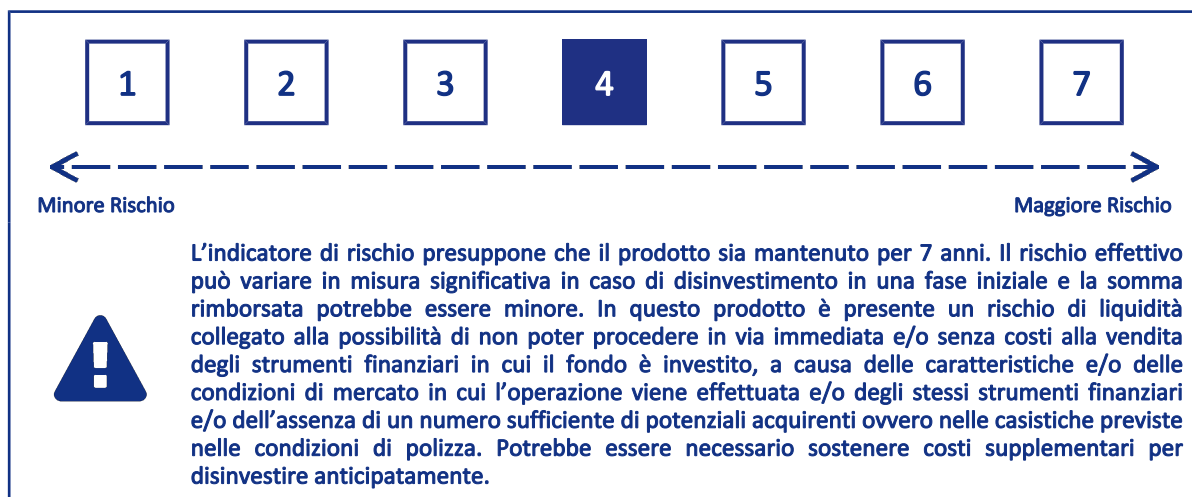 1 2 3 4 5 6 7
Minore Rischio Maggiore Rischio
L’indicatore di rischio presuppone che il prodotto sia mantenuto per 7 anni. Il rischio effettivo
può variare in misura significativa in caso di disinvestimento in una fase iniziale e la somma
rimborsata potrebbe essere minore. In questo prodotto è presente un rischio di liquidità
collegato alla possibilità di non poter procedere in via immediata e/o senza costi alla vendita
degli strumenti finanziari in cui il fondo è investito, a causa delle caratteristiche e/o delle
condizioni di mercato in cui l’operazione viene effettuata e/o degli stessi strumenti finanziari
e/o dell’assenza di un numero sufficiente di potenziali acquirenti ovvero nelle casistiche previste
nelle condizioni di polizza. Potrebbe essere necessario sostenere costi supplementari per
disinvestire anticipatamente.